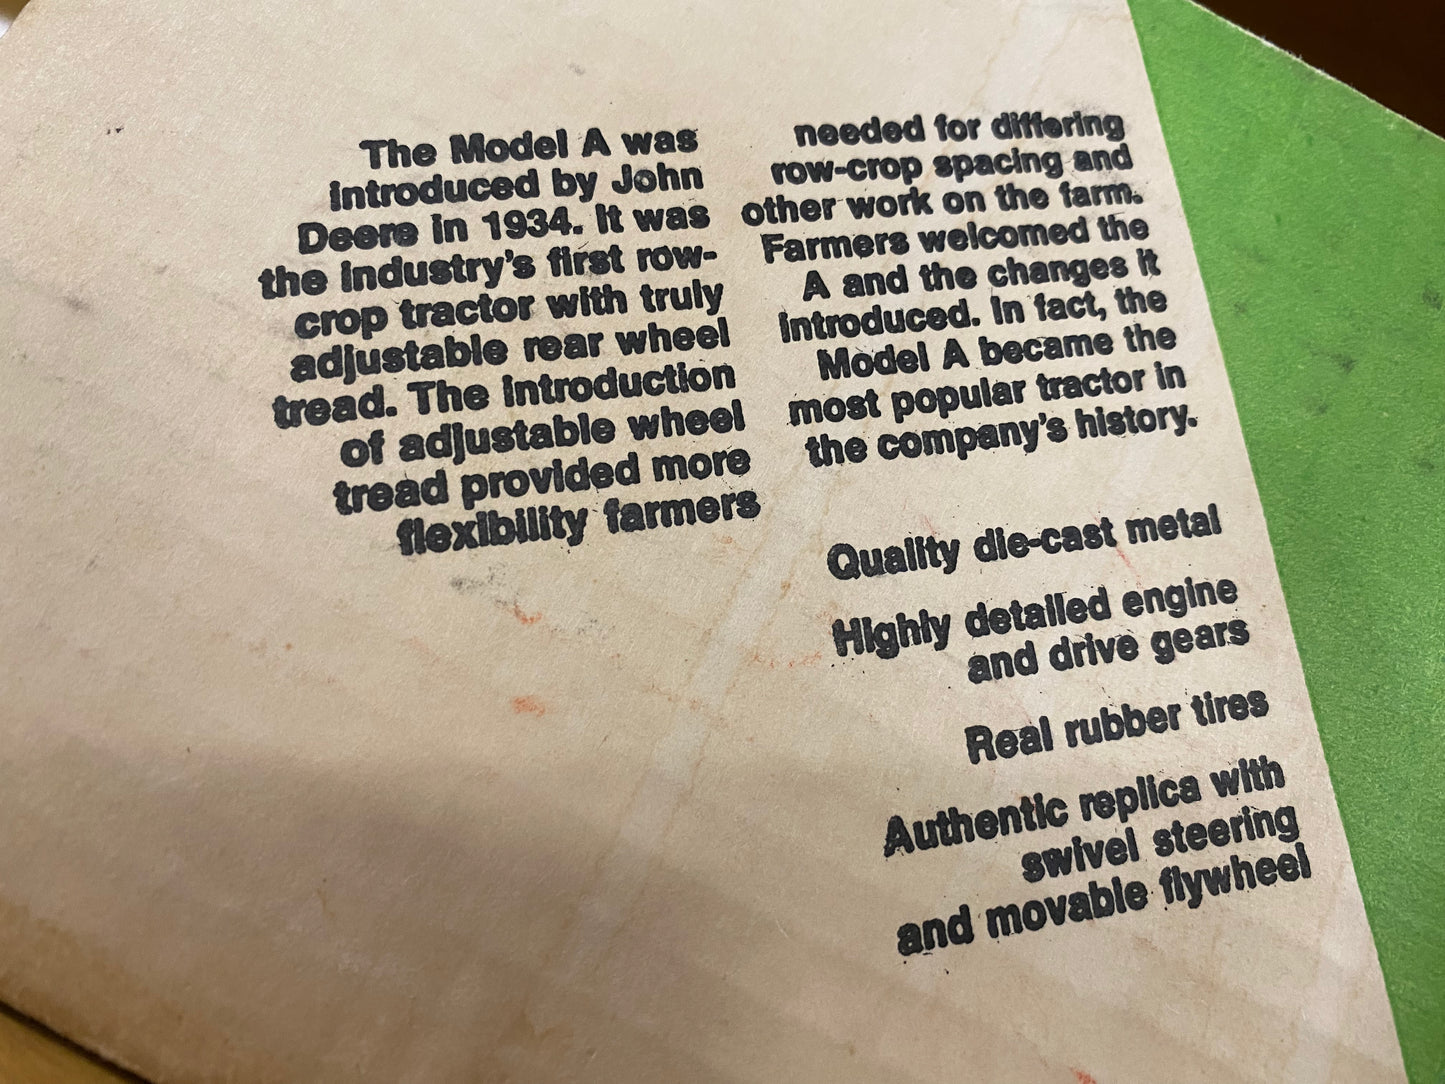 The Model A was
introduced by John
Deere in 1934. It was
the industry's first row-
crop tractor with truly
adjustable rear wheel
tread. The introduction
of adjustable wheel
tread provided more
flexibility farmers
needed for differing
row-crop spacing and
other work on the farm.
Farmers welcomed the
A and the changes it
introduced. In fact, the
Model A became the
most popular tractor in
the company's history.
Quality die-cast metal
Highly detailed engine
and drive gears
Real rubber tires
Authentic replica with
swivel steering
and movable flywheel